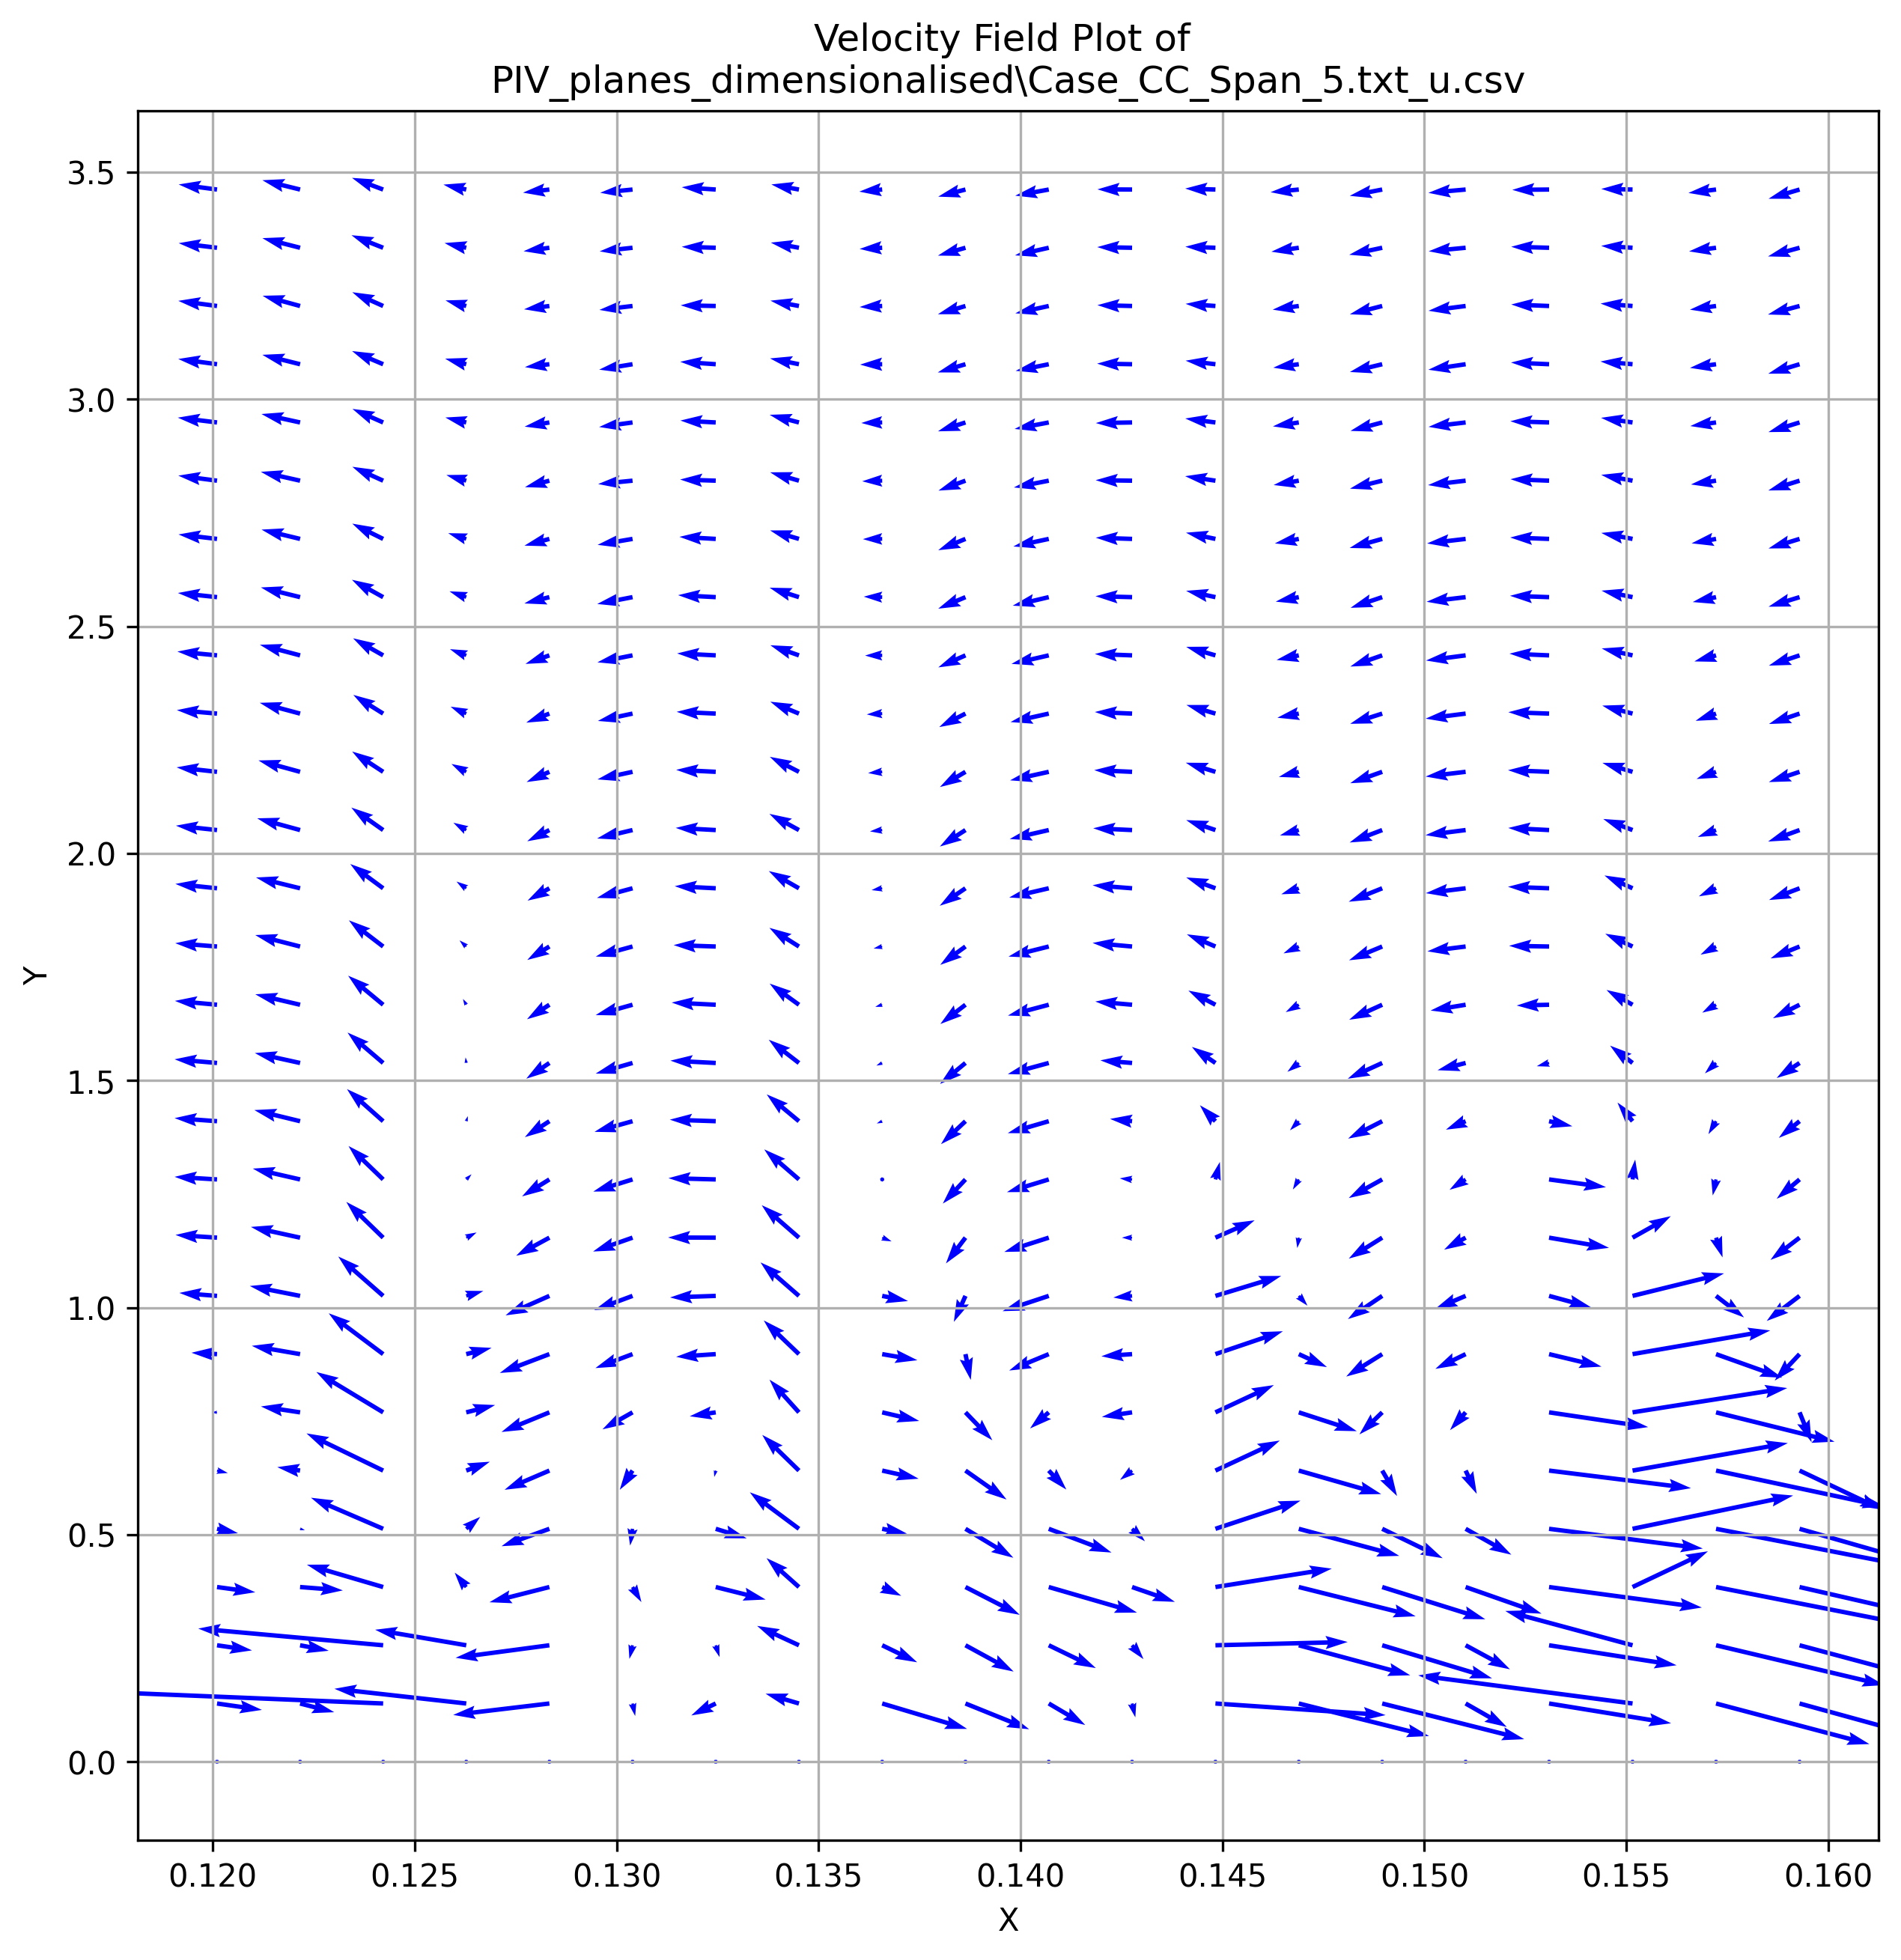 Velocity Field Plot of
PIV_planes_dimensionalised\Case_CC_Span_5.txt_u.csv
3.5
3.0
2.5
2.0
1.5
1.0
0.5
0.0
Y
0.120 0.125 0.130 0.135 0.140 0.145 0.150 0.155 0.160
X